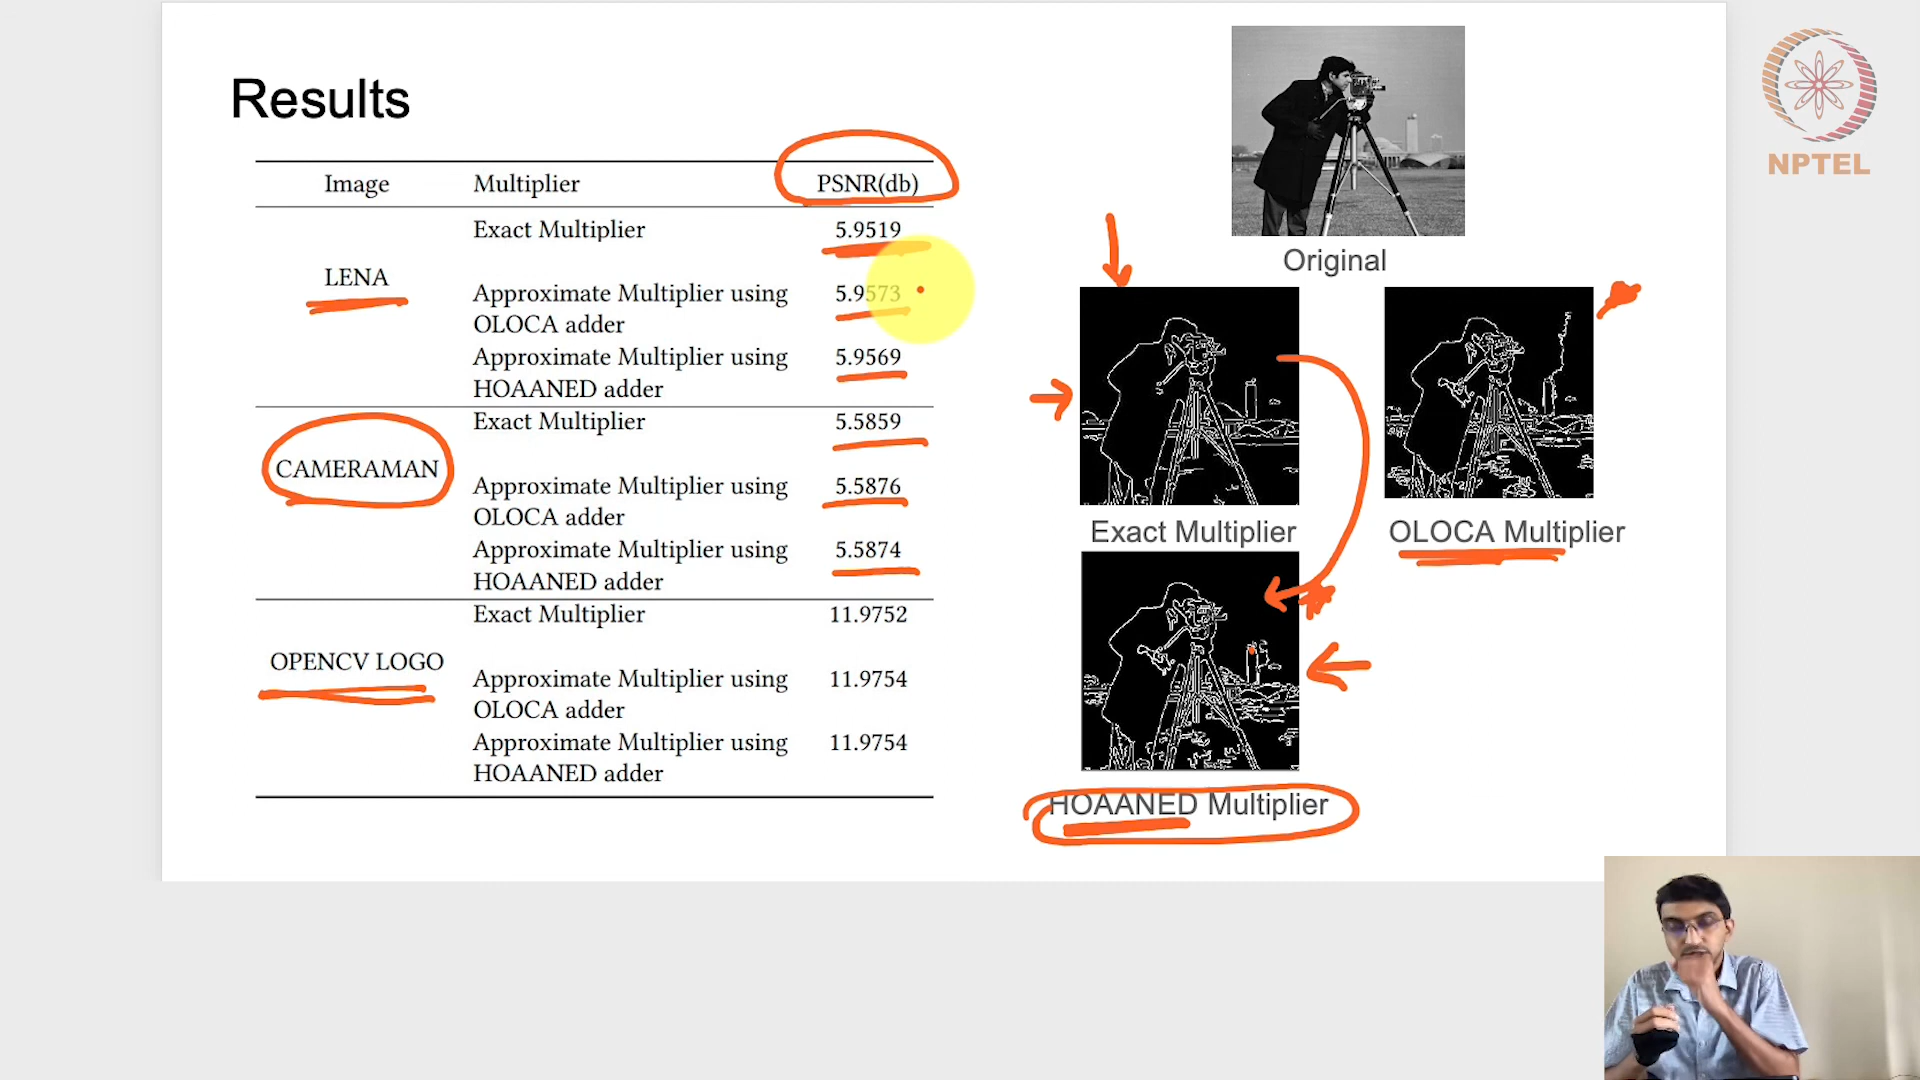 Results
Image Multiplier PSNR(db)
Exact Multiplier 5.9519
LENA
Approximate Multiplier using 5.9573
OLOCA adder
Approximate Multiplier using 5.9569
HOAANED adder
Exact Multiplier 5.5859
CAMERAMAN
Approximate Multiplier using 5.5876
OLOCA adder
Approximate Multiplier using 5.5874
HOAANED adder
Exact Multiplier 11.9752
OPENCV LOGO
Approximate Multiplier using 11.9754
OLOCA adder
Approximate Multiplier using 11.9754
HOAANED adder
Original
Exact Multiplier
OLOCA Multiplier
HOAANED Multiplier
NPTEL